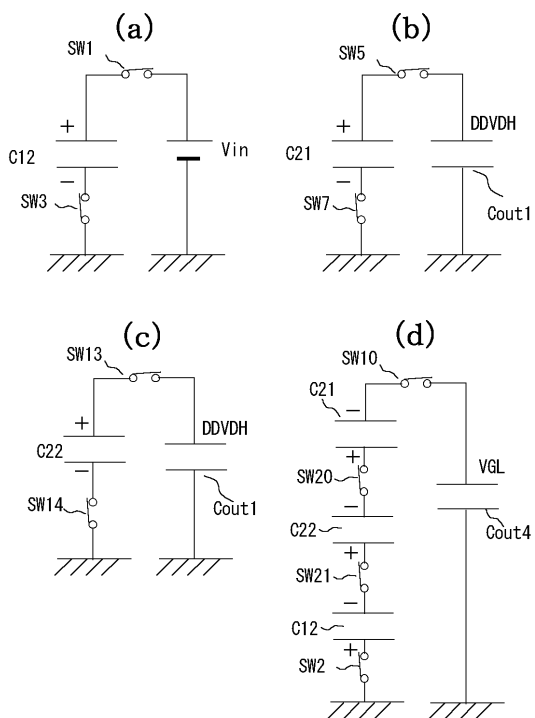 (a)
SW1
+
C12
Vin
−
SW3
(b)
SW5
+
DDVDH
C21
−
SW7
Cout1
(c)
SW13
+
DDVDH
C22
−
SW14
Cout1
(d)
SW10
C21
−
+
SW20
VGL
−
C22
Cout4
+
SW21
−
C12
+
SW2